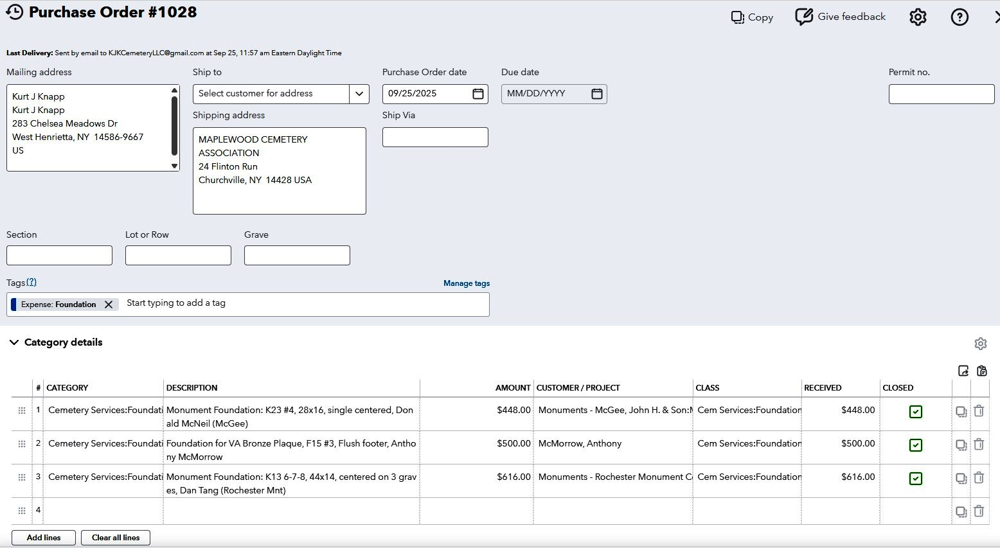 Purchase Order #1028
Copy
Give feedback
Last Delivery: Sent by email to KJKCemeteryLLC@gmail.com at Sep 25, 11:57 am Eastern Daylight Time
Mailing address
Kurt J Knapp
Kurt J Knapp
283 Chelsea Meadows Dr
West Henrietta, NY 14586-9667
US
Ship to
Select customer for address
Shipping address
MAPLEWOOD CEMETERY
ASSOCIATION
24 Flinton Run
Churchville, NY 14428 USA
Purchase Order date
09/25/2025
Ship Via
Due date
MM/DD/YYYY
Permit no.
Section
Lot or Row
Grave
Tags(?)
Manage tags
Expense: Foundation
Start typing to add a tag
Category details
# CATEGORY DESCRIPTION AMOUNT CUSTOMER / PROJECT CLASS RECEIVED CLOSED
1 Cemetery Services:Foundati Monument Foundation: K23 #4, 28x16, single centered, Don $448.00 Monuments - McGee, John H. & Son:M Cem Services:Foundation $448.00
ald McNeil (McGee)
2 Cemetery Services:Foundati Foundation for VA Bronze Plaque, F15 #3, Flush footer, Antho $500.00 McMorrow, Anthony Cem Services:Foundation $500.00
ny McMorrow
3 Cemetery Services:Foundati Monument Foundation: K13 6-7-8, 44x14, centered on 3 grav $616.00 Monuments - Rochester Monument C Cem Services:Foundation $616.00
es, Dan Tang (Rochester Mnt)
4
Add lines
Clear all lines